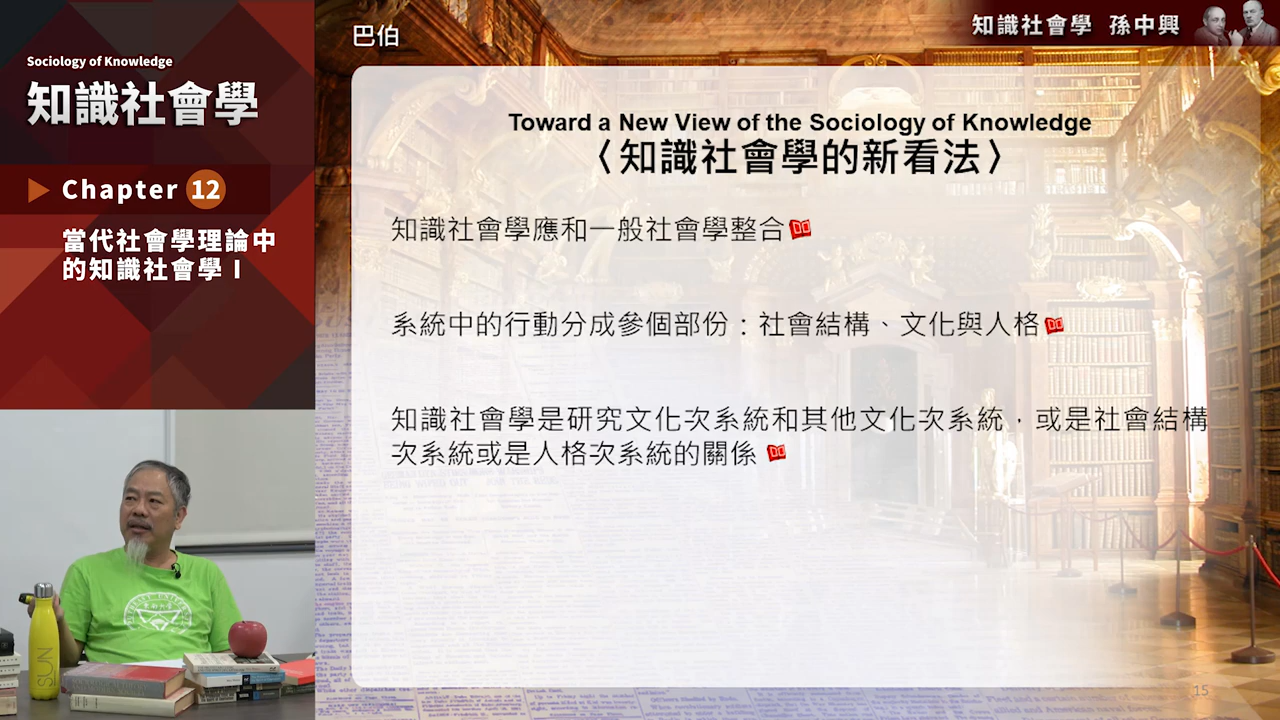 Sociology of Knowledge
知識社會學
Chapter 12
當代社會學理論中
的知識社會學 I
巴伯
知識社會學 孫中興
Toward a New View of the Sociology of Knowledge
〈知識社會學的新看法〉
知識社會學應和一般社會學整合
系統中的行動分成參個部份：社會結構、文化與人格
知識社會學是研究文化次系統和其他文化次系統，或是社會結構
次系統或是人格次系統的關係
SUN
15